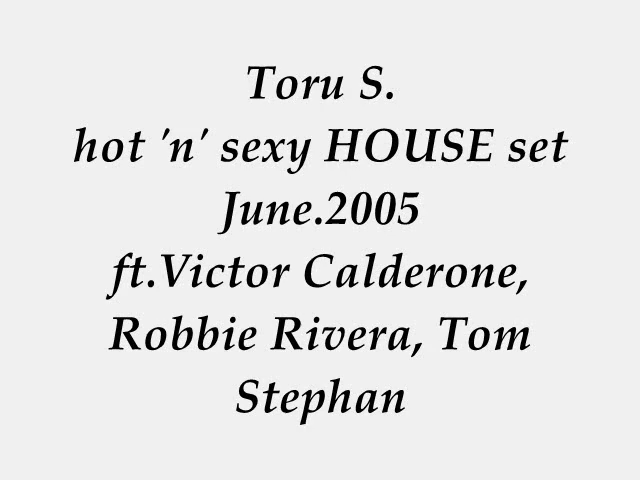 Toru S.
hot 'n' sexy HOUSE set
June.2005
ft.Victor Calderone,
Robbie Rivera, Tom
Stephan